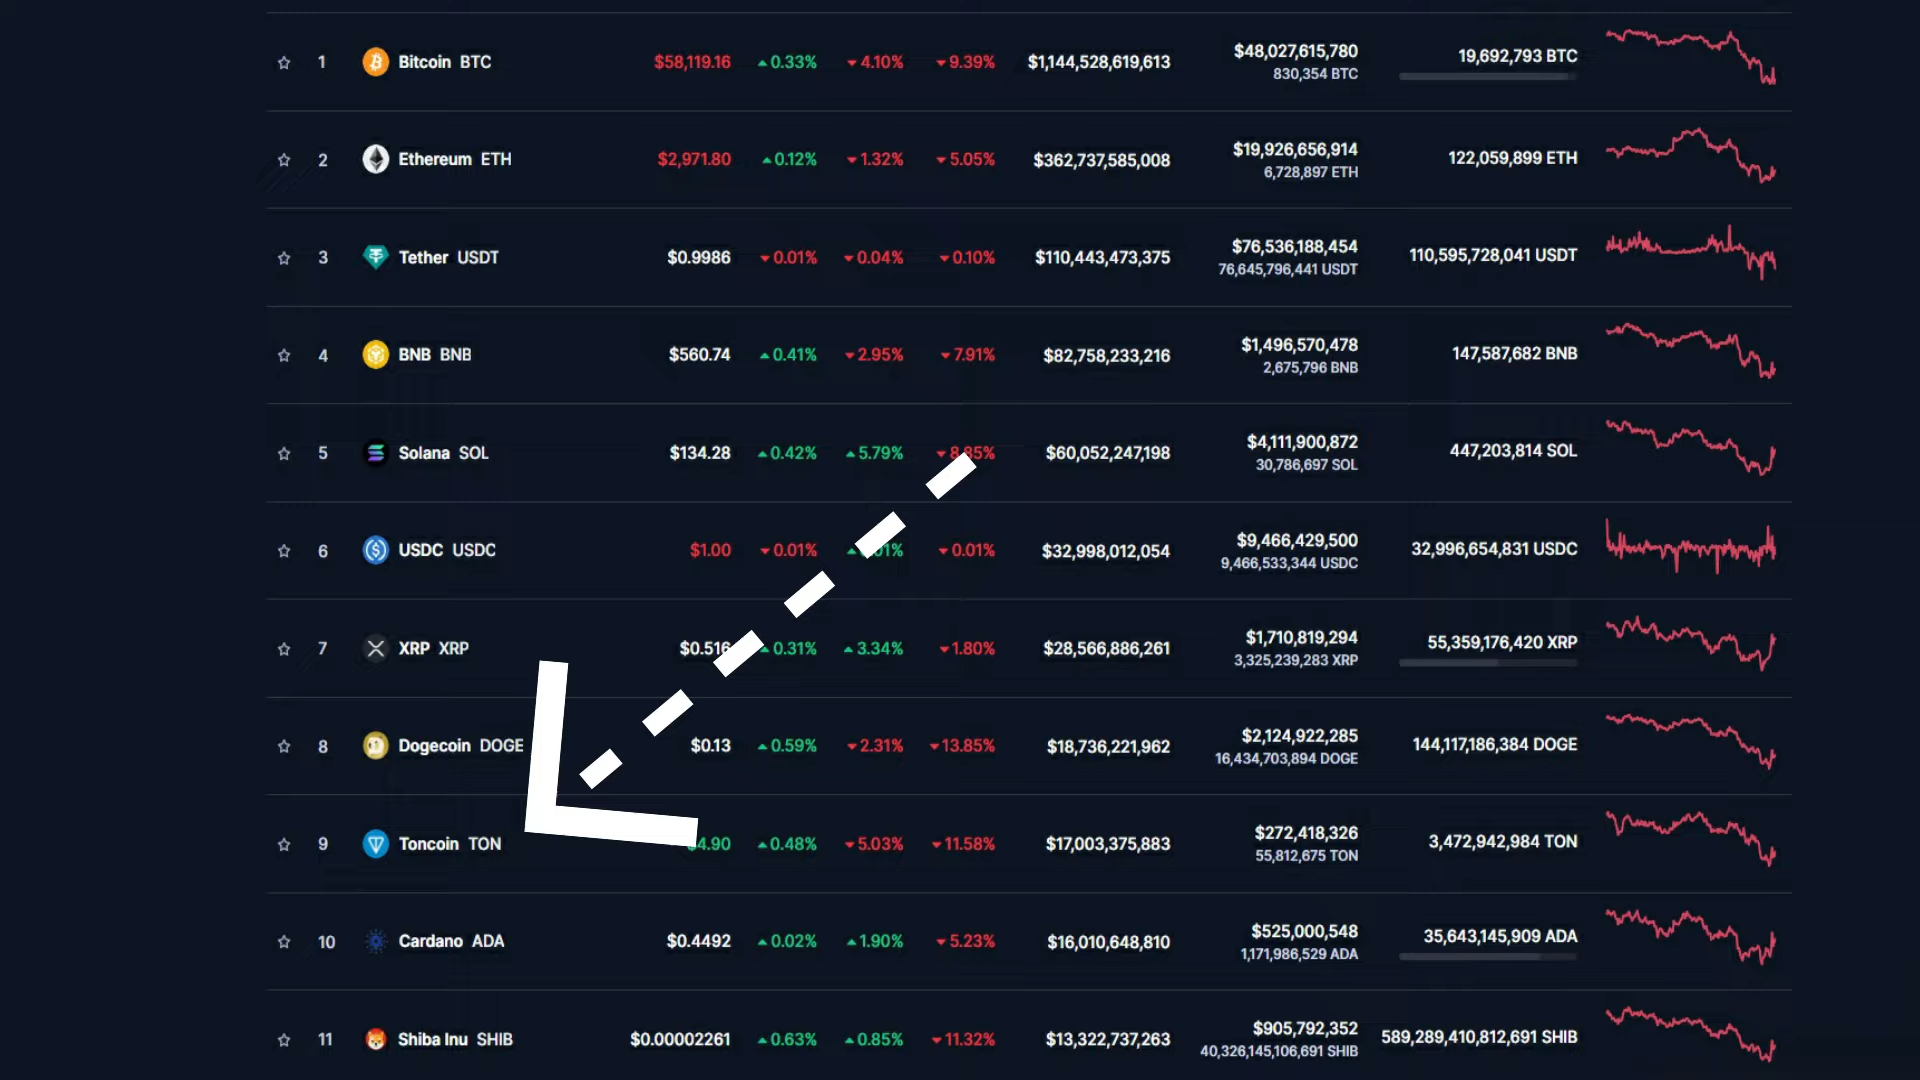 1 Bitcoin BTC $58,119.16 0.33% 4.10% 9.39% $1,144,528,619,613 $48,027,615,780 19,692,793 BTC
830,354 BTC
2 Ethereum ETH $2,971.80 0.12% 1.32% 5.05% $362,737,585,008 $19,926,656,914 122,059,899 ETH
6,728,897 ETH
3 Tether USDT $0.9986 0.01% 0.04% 0.10% $110,443,473,375 $76,536,188,454 110,595,728,041 USDT
76,645,796,441 USDT
4 BNB BNB $560.74 0.41% 2.95% 7.91% $82,758,233,216 $1,496,570,478 147,587,682 BNB
2,675,796 BNB
5 Solana SOL $134.28 0.42% 5.79% $60,052,247,198 $4,111,900,872 447,203,814 SOL
30,786,697 SOL
6 USDC USDC $1.00 0.01% 0.01% $32,998,012,054 $9,466,429,500 32,996,654,831 USDC
9,466,533,344 USDC
7 XRP XRP $0.516 0.31% 3.34% 1.80% $28,566,886,261 $1,710,819,294 55,359,176,420 XRP
3,325,239,283 XRP
8 Dogecoin DOGE $0.13 0.59% 2.31% 13.85% $18,736,221,962 $2,124,922,285 144,117,186,384 DOGE
16,434,703,894 DOGE
9 Toncoin TON $4.90 0.48% 5.03% 11.58% $17,003,375,883 $272,418,326 3,472,942,984 TON
55,812,675 TON
10 Cardano ADA $0.4492 0.02% 1.90% 5.23% $16,010,648,810 $525,000,548 35,643,145,909 ADA
1,171,986,529 ADA
11 Shiba Inu SHIB $0.00002261 0.63% 0.85% 11.32% $13,322,737,263 $905,792,352 589,289,410,812,691 SHIB
40,326,145,106,691 SHIB